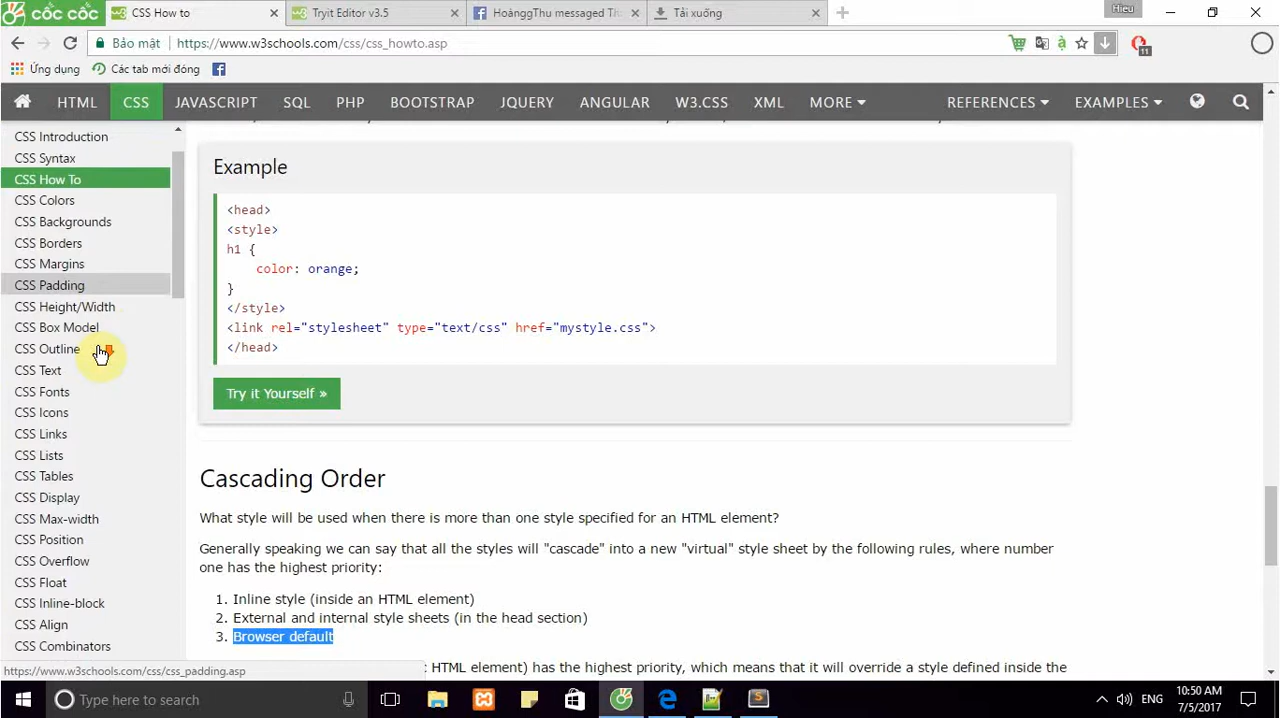 cốc cốc
CSS How to
Tryit Editor v3.5
HoànggThu messaged Th
Tải xuống
Hieu
Bảo mật
https://www.w3schools.com/css/css_howto.asp
11
Ứng dụng
Các tab mới đóng
HTML CSS JAVASCRIPT SQL PHP BOOTSTRAP JQUERY ANGULAR W3.CSS XML MORE REFERENCES EXAMPLES
CSS Introduction
CSS Syntax
CSS How To
CSS Colors
CSS Backgrounds
CSS Borders
CSS Margins
CSS Padding
CSS Height/Width
CSS Box Model
CSS Outline
CSS Text
CSS Fonts
CSS Icons
CSS Links
CSS Lists
CSS Tables
CSS Display
CSS Max-width
CSS Position
CSS Overflow
CSS Float
CSS Inline-block
CSS Align
CSS Combinators
Example
<head>
<style>
h1 {
    color: orange;
}
</style>
<link rel="stylesheet" type="text/css" href="mystyle.css">
</head>
Try it Yourself »
Cascading Order
What style will be used when there is more than one style specified for an HTML element?
Generally speaking we can say that all the styles will "cascade" into a new "virtual" style sheet by the following rules, where number
one has the highest priority:
1. Inline style (inside an HTML element)
2. External and internal style sheets (in the head section)
3. Browser default
HTML element) has the highest priority, which means that it will override a style defined inside the
https://www.w3schools.com/css/css_padding.asp
Type here to search
ENG
10:50 AM
7/5/2017